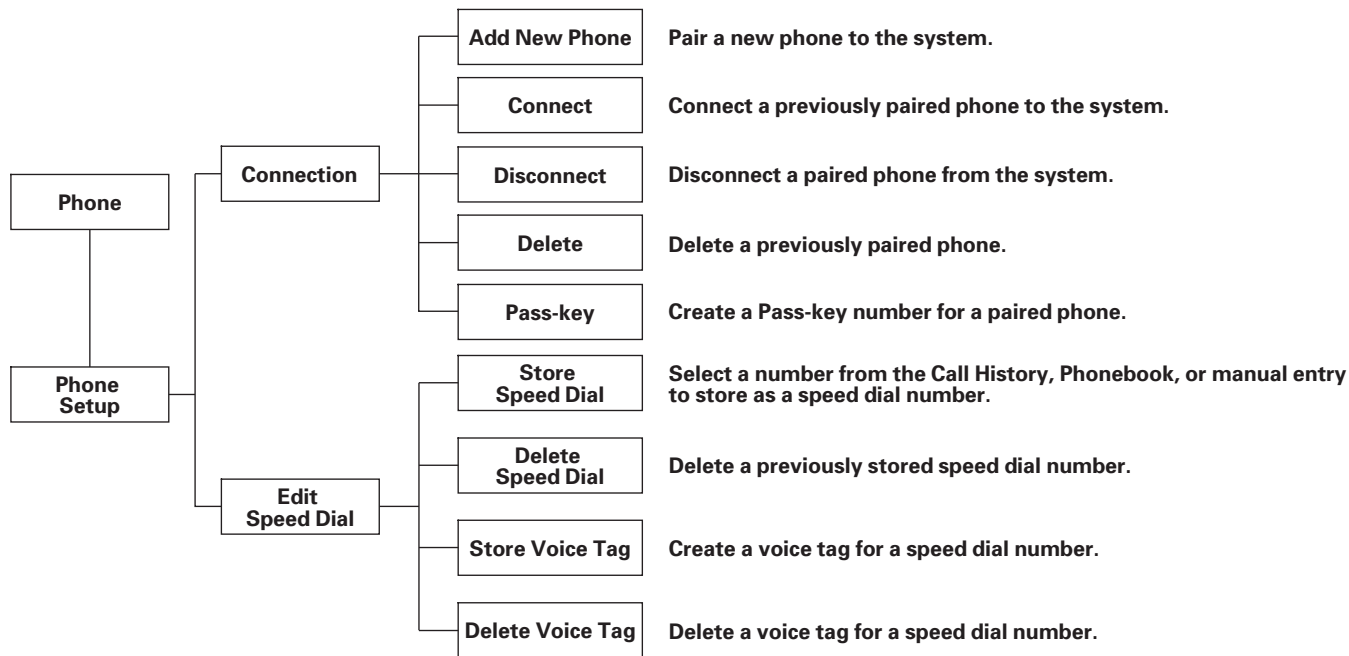 Add New Phone Pair a new phone to the system.
Connect Connect a previously paired phone to the system.
Connection
Disconnect Disconnect a paired phone from the system.
Phone
Delete Delete a previously paired phone.
Pass-key Create a Pass-key number for a paired phone.
Phone
Setup
Store
Speed Dial
Select a number from the Call History, Phonebook, or manual entry
to store as a speed dial number.
Delete
Speed Dial
Delete a previously stored speed dial number.
Edit
Speed Dial
Store Voice Tag Create a voice tag for a speed dial number.
Delete Voice Tag Delete a voice tag for a speed dial number.